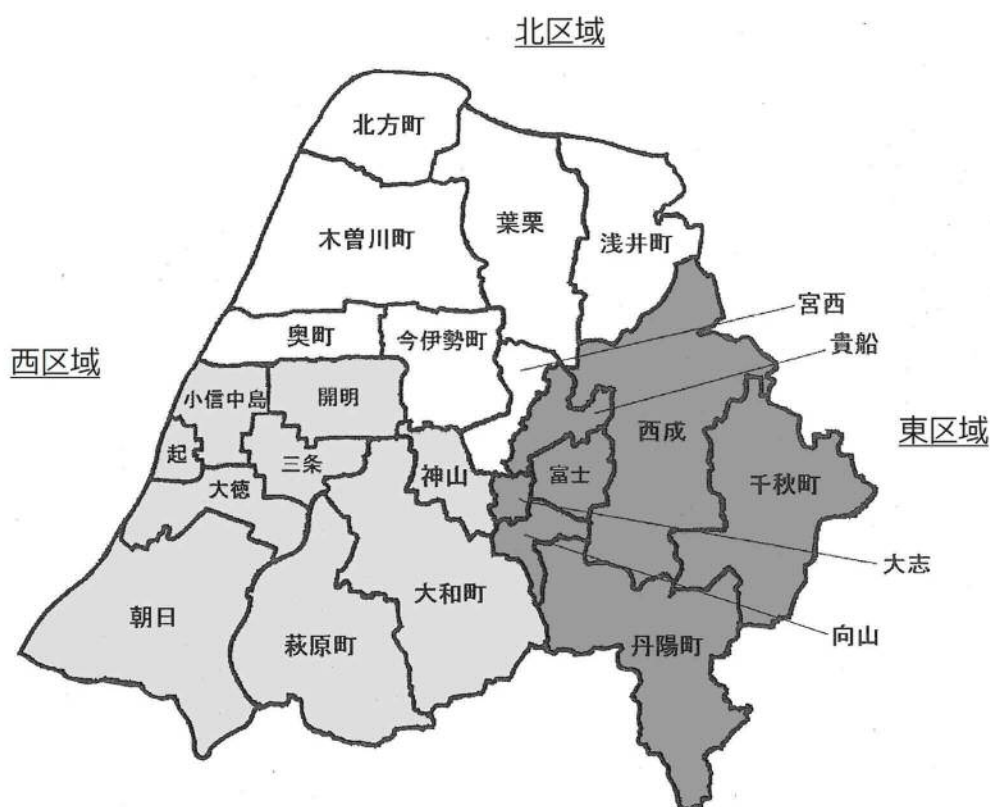 北区域
北方町
葉栗
木曽川町
浅井町
宮西
奥町
今伊勢町
貴船
西区域
小信中島
開明
西成
東区域
起
三条
神山
富士
千秋町
大徳
大志
朝日
大和町
萩原町
向山
丹陽町